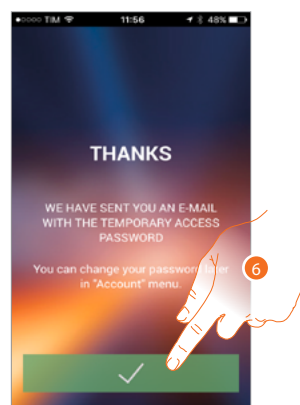 TIM 11:56 48%
THANKS
WE HAVE SENT YOU AN E-MAIL
WITH THE TEMPORARY ACCESS
PASSWORD
You can change your password later
in "Account" menu.
6